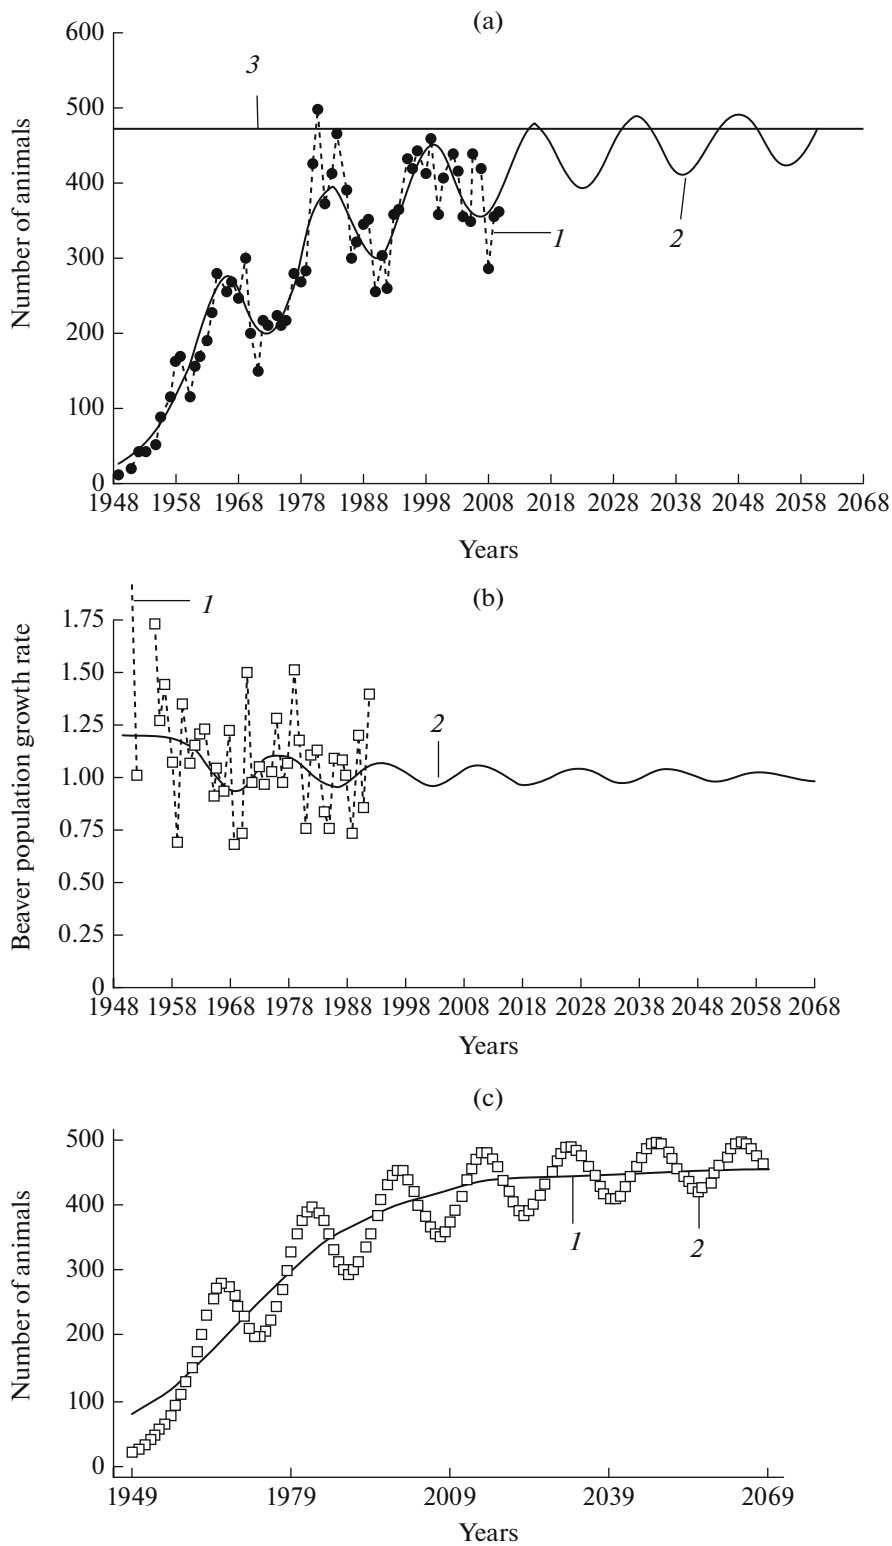 (a)
600
500
400
300
200
100
0
3
1
2
Number of animals
1948 1958 1968 1978 1988 1998 2008 2018 2028 2038 2048 2058 2068
Years
(b)
1.75
1.50
1.25
1.00
0.75
0.50
0.25
0
1
2
Beaver population growth rate
1948 1958 1968 1978 1988 1998 2008 2018 2028 2038 2048 2058 2068
Years
(c)
500
400
300
200
100
0
1
2
Number of animals
1949 1979 2009 2039 2069
Years